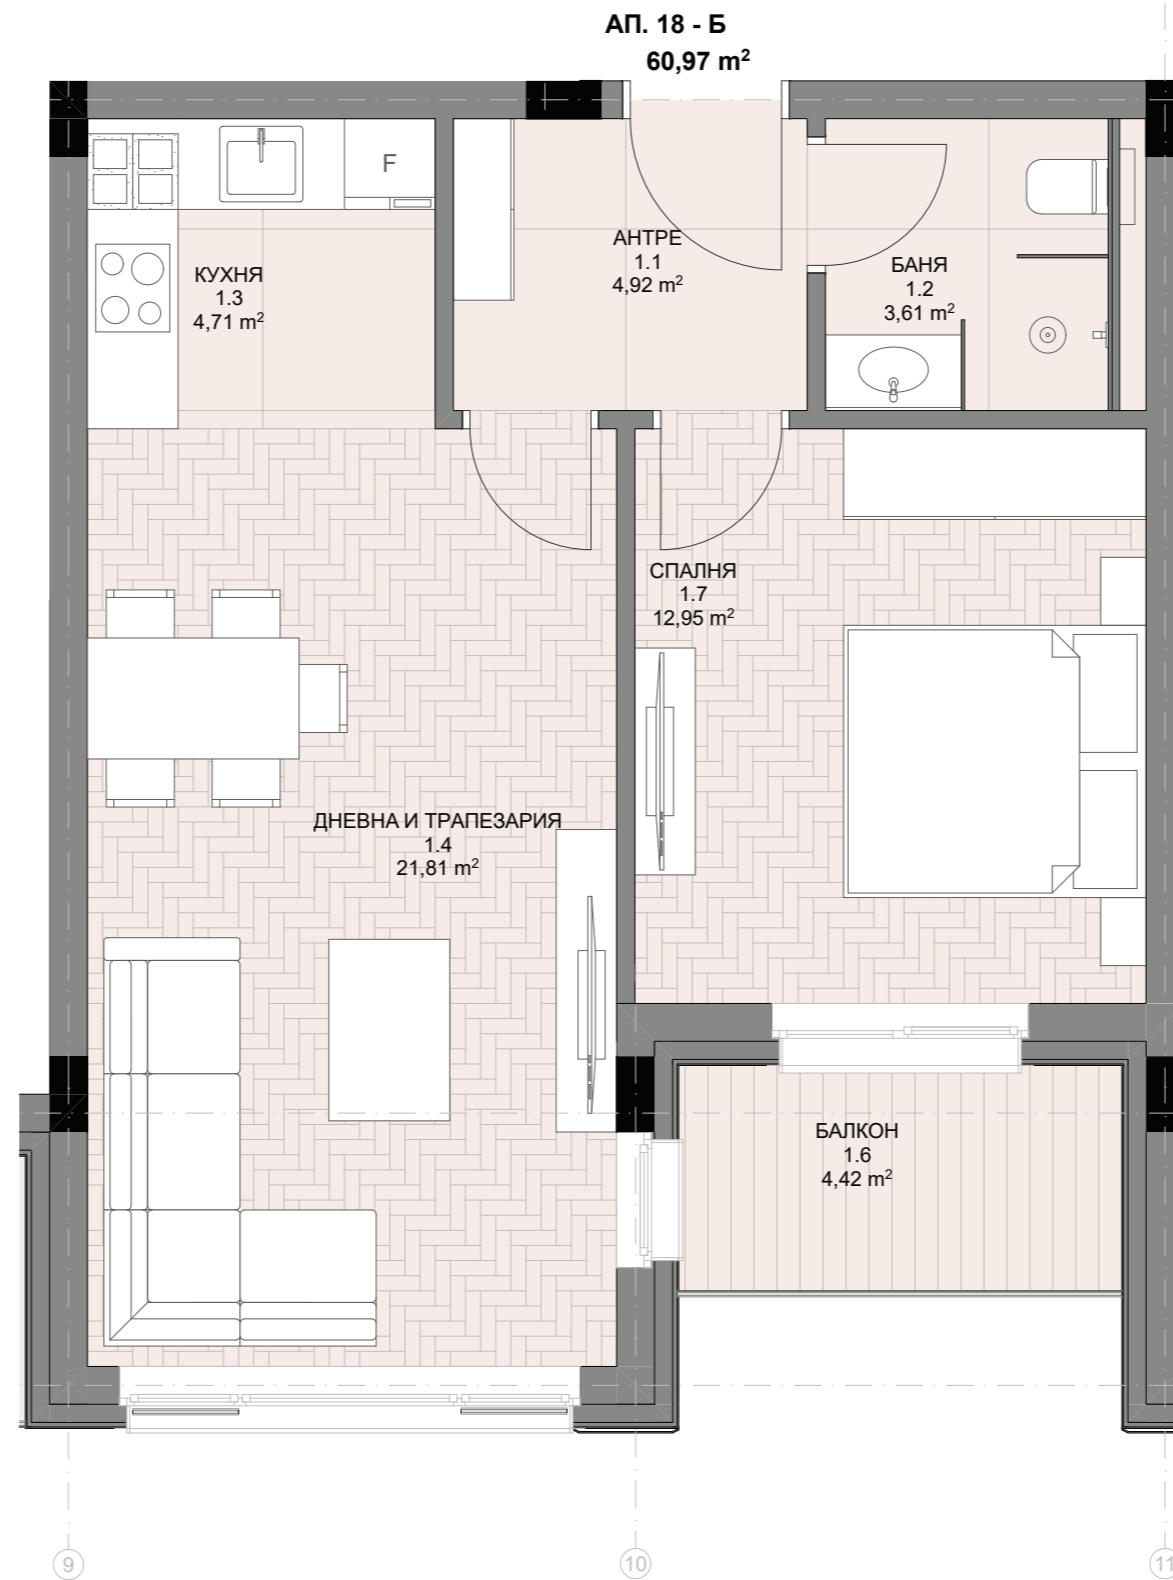 АП. 18 - Б
60,97 m²
F
АНТРЕ
1.1
4,92 m²
КУХНЯ
1.3
4,71 m²
БАНЯ
1.2
3,61 m²
СПАЛНЯ
1.7
12,95 m²
ДНЕВНА И ТРАПЕЗАРИЯ
1.4
21,81 m²
БАЛКОН
1.6
4,42 m²
9
10
11